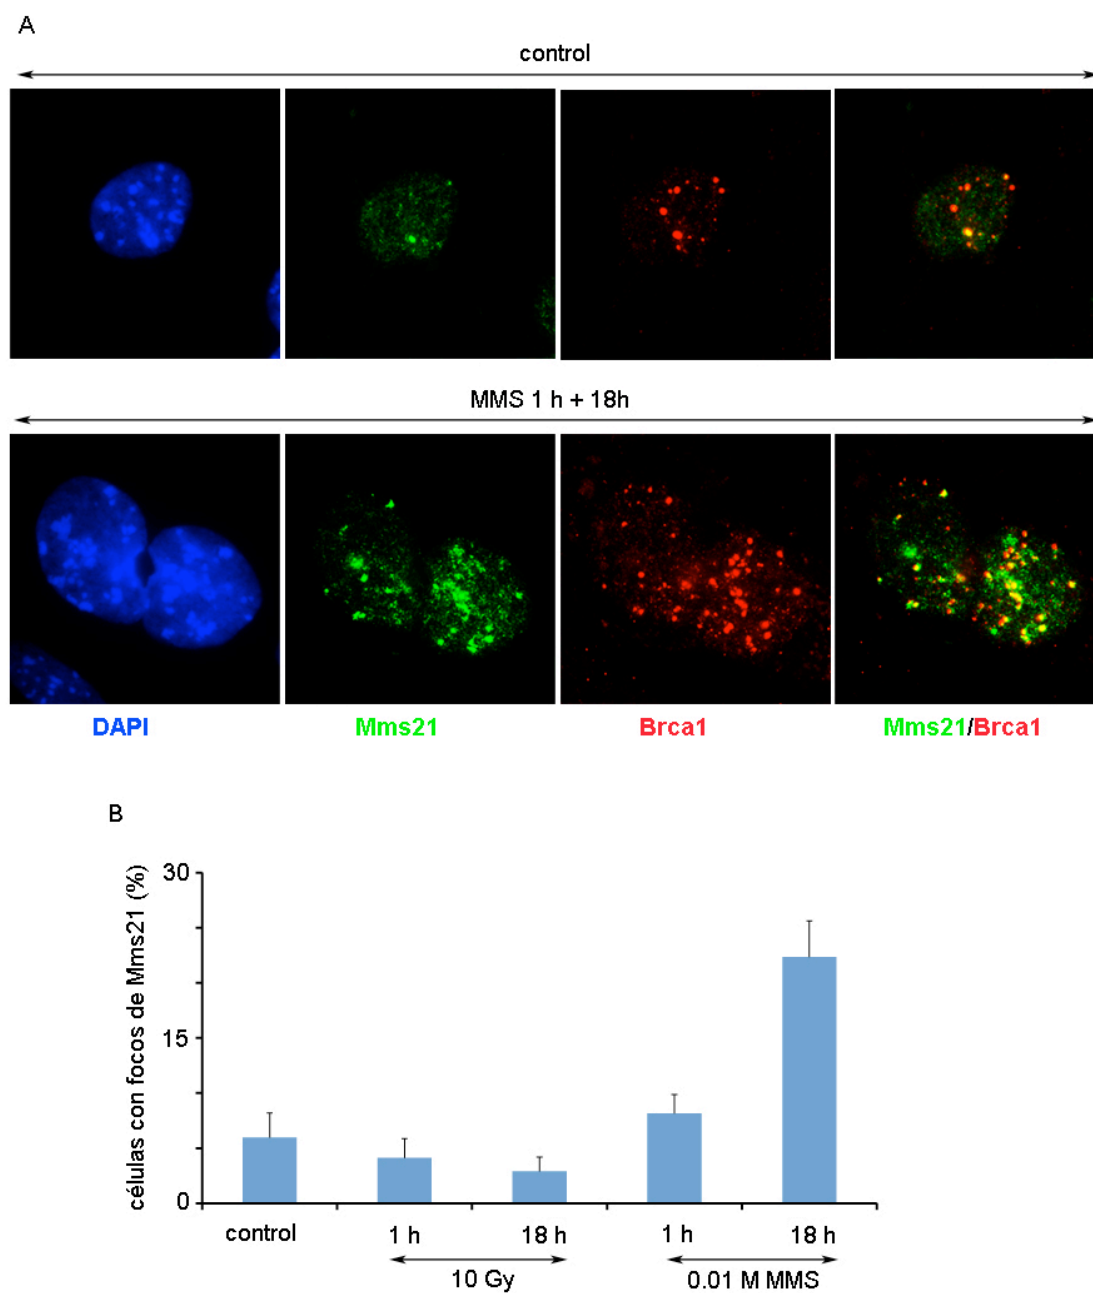 A
control
MMS 1 h + 18h
DAPI Mms21 Brca1 Mms21/Brca1
B
células con focos de Mms21 (%)
30
15
0
control 1 h 18 h 1 h 18 h
10 Gy 0.01 M MMS